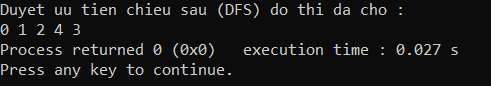 Duyet uu tien chieu sau (DFS) do thi da cho :
0 1 2 4 3
Process returned 0 (0x0)   execution time : 0.027 s
Press any key to continue.